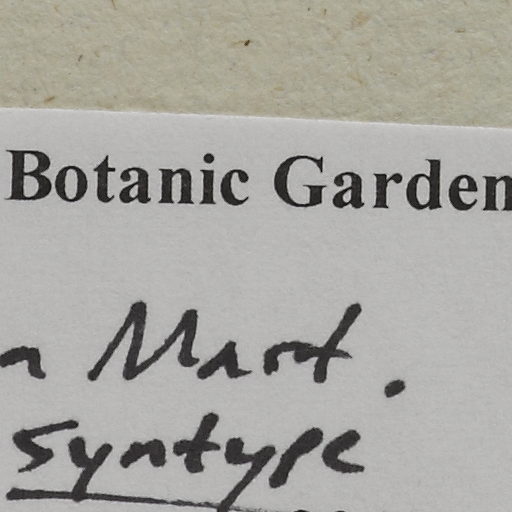 Botanic Garden
Mart.
syntype